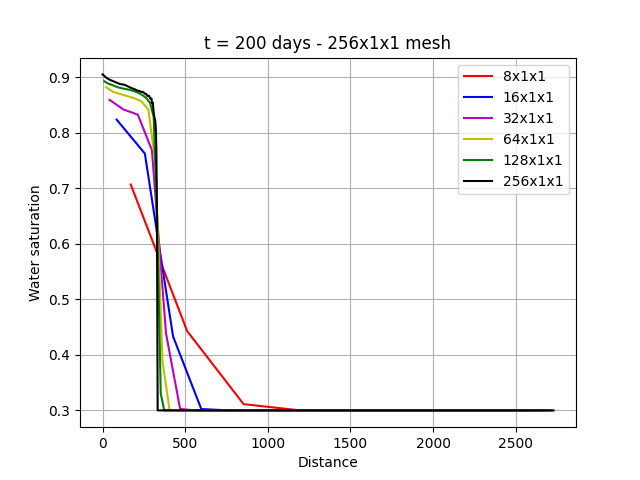 t = 200 days - 256x1x1 mesh
Water saturation
0.9
0.8
0.7
0.6
0.5
0.4
0.3
8x1x1
16x1x1
32x1x1
64x1x1
128x1x1
256x1x1
0
500
1000
1500
2000
2500
Distance